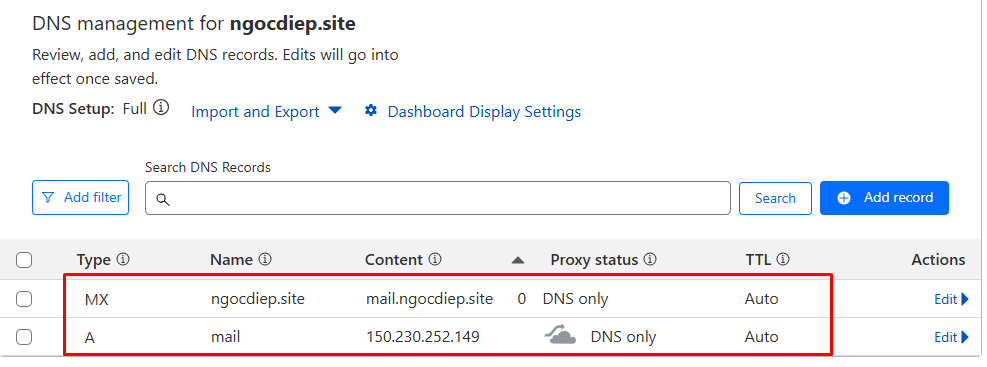 DNS management for ngocdiep.site
Review, add, and edit DNS records. Edits will go into
effect once saved.
DNS Setup: Full Import and Export Dashboard Display Settings
Search DNS Records
Add filter Search Add record
Type Name Content Proxy status TTL Actions
MX ngocdiep.site mail.ngocdiep.site 0 DNS only Auto Edit
A mail 150.230.252.149 DNS only Auto Edit